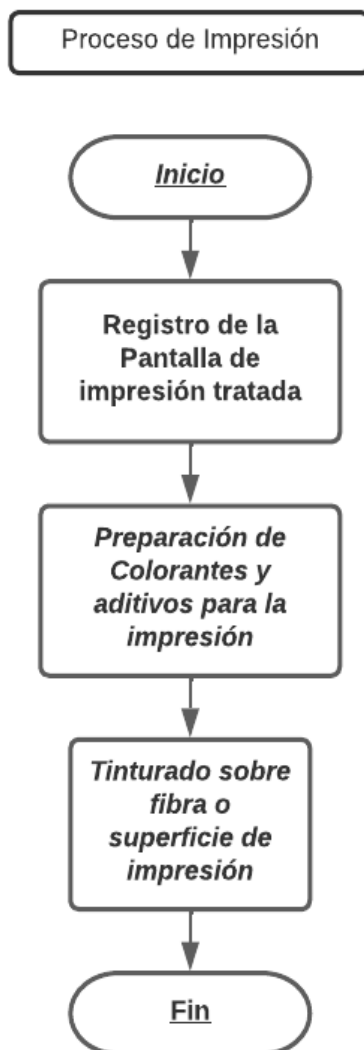 Proceso de Impresión
Inicio
Registro de la
Pantalla de
impresión tratada
Preparación de
Colorantes y
aditivos para la
impresión
Tinturado sobre
fibra o
superficie de
impresión
Fin